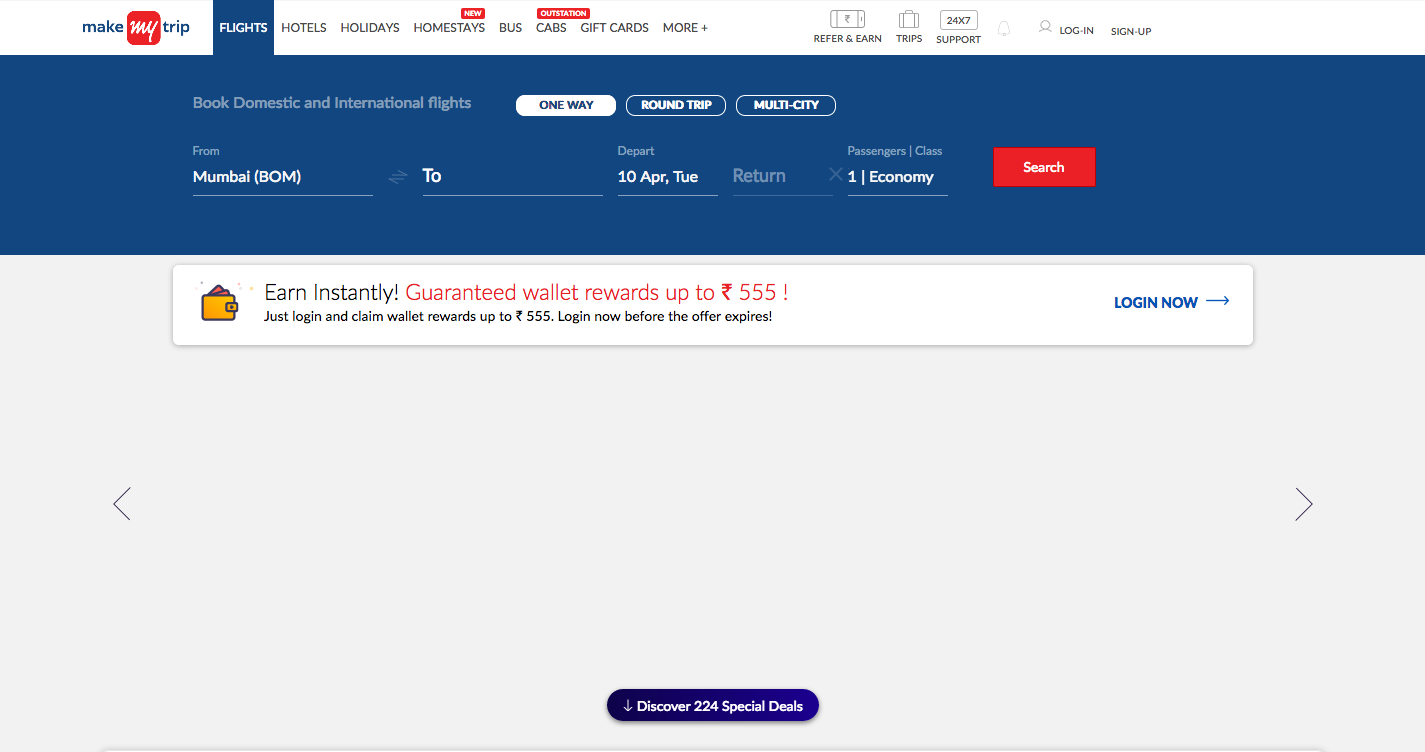 make my trip
FLIGHTS HOTELS HOLIDAYS NEW HOMESTAYS BUS OUTSTATION CABS GIFT CARDS MORE +
₹ REFER & EARN TRIPS 24X7 SUPPORT LOG-IN SIGN-UP
Book Domestic and International flights ONE WAY ROUND TRIP MULTI-CITY
From Depart Passengers | Class
Mumbai (BOM) To 10 Apr, Tue Return 1 | Economy Search
Earn Instantly! Guaranteed wallet rewards up to ₹ 555 !
Just login and claim wallet rewards up to ₹ 555. Login now before the offer expires!
LOGIN NOW
Discover 224 Special Deals